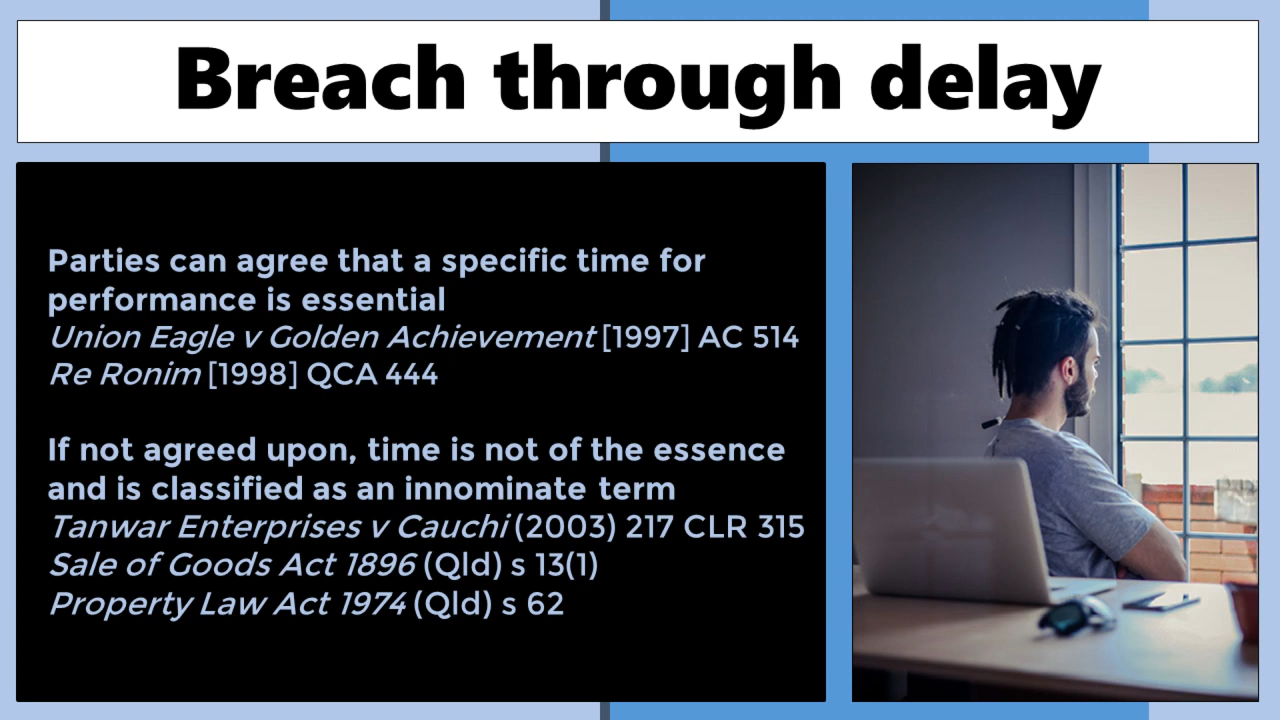 Breach through delay
Parties can agree that a specific time for
performance is essential
Union Eagle v Golden Achievement [1997] AC 514
Re Ronim [1998] QCA 444
If not agreed upon, time is not of the essence
and is classified as an innominate term
Tanwar Enterprises v Cauchi (2003) 217 CLR 315
Sale of Goods Act 1896 (Qld) s 13(1)
Property Law Act 1974 (Qld) s 62